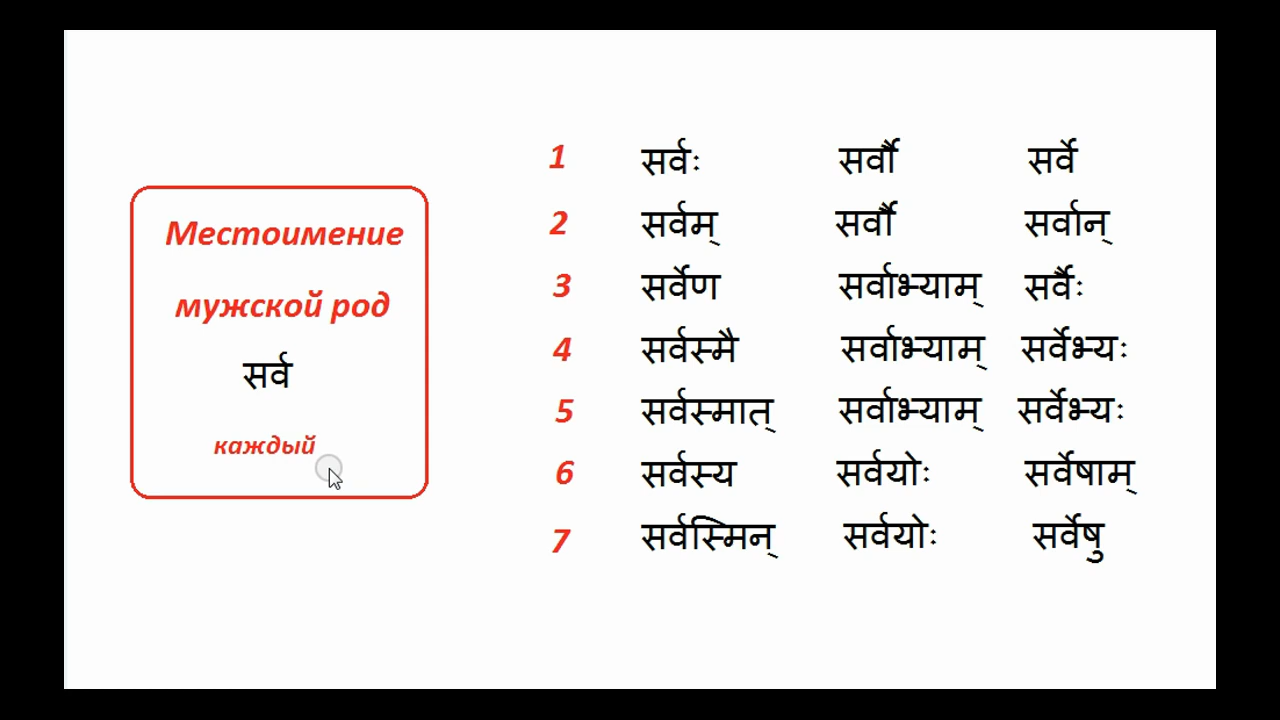 Местоимение
мужской род
सर्व
каждый
1 सर्वः सर्वौ सर्वे
2 सर्वम् सर्वौ सर्वान्
3 सर्वेण सर्वाभ्याम् सर्वैः
4 सर्वस्मै सर्वाभ्याम् सर्वेभ्यः
5 सर्वस्मात् सर्वाभ्याम् सर्वेभ्यः
6 सर्वस्य सर्वयोः सर्वेषाम्
7 सर्वस्मिन् सर्वयोः सर्वेषु